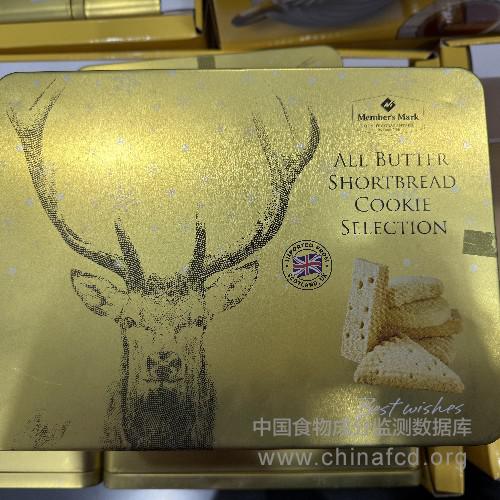 Member's Mark
ALL BUTTER
SHORTBREAD
COOKIE
SELECTION
IMPORTED FROM
SCOTLAND, UK
Best wishes
中国食物成分监测数据库
www.chinafcd.org